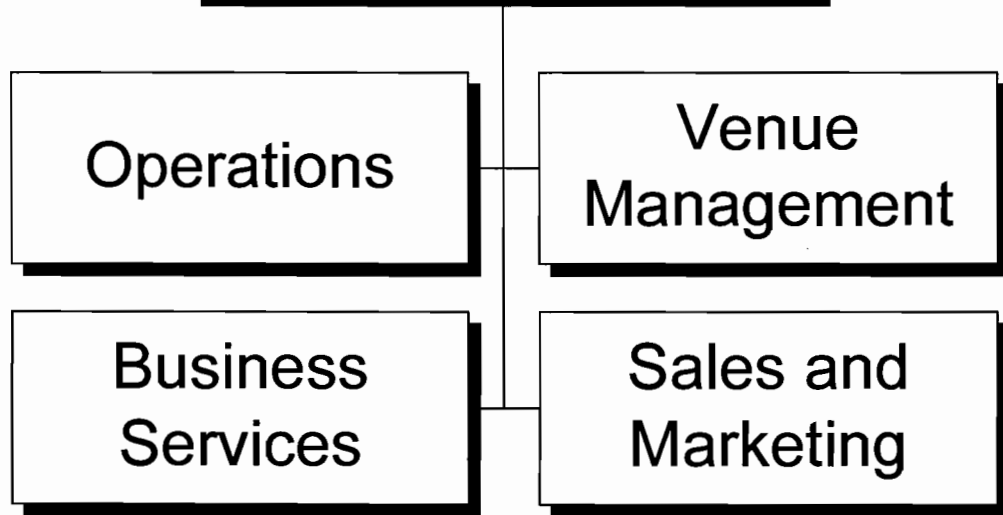 Operations
Venue
Management
Business
Services
Sales and
Marketing